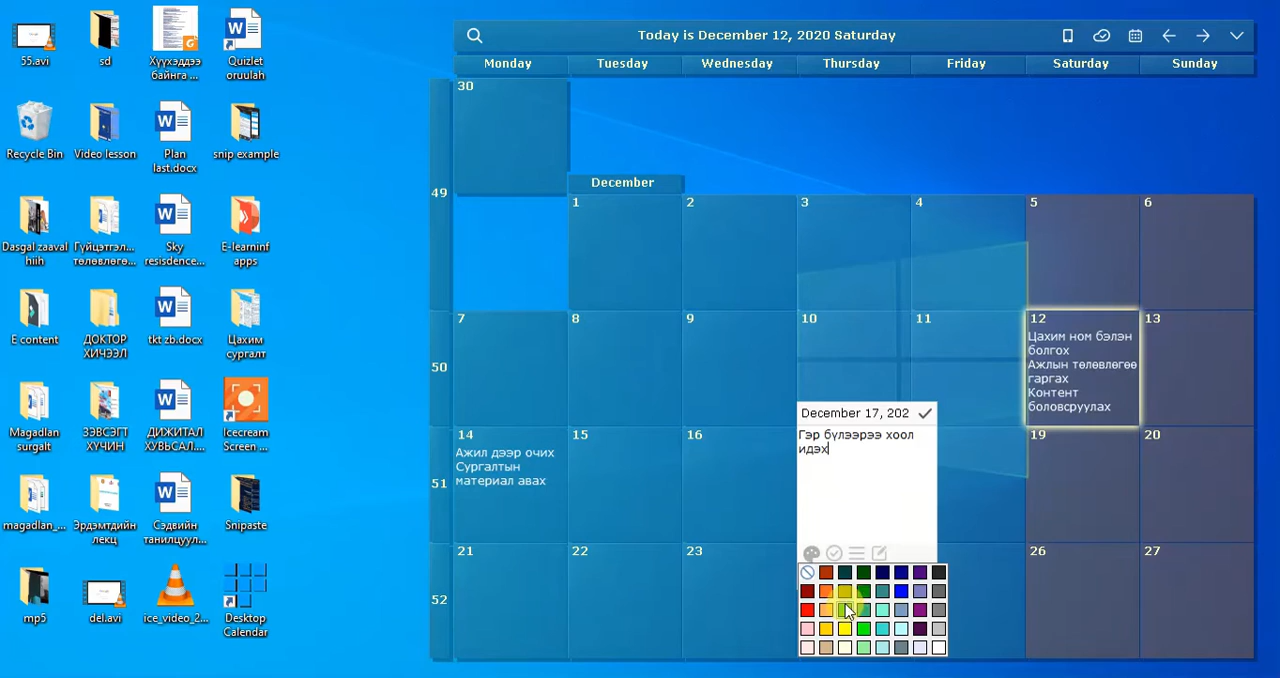 55.avi
sd
Хүүхэддээ
байнга ...
Quizlet
oruulah
Recycle Bin
Video lesson
Plan
last.docx
snip example
Dasgal zaaval
hiih
Гүйцэтгэл...
төлөвлөгө...
Sky
resisdence...
E-learninf
apps
E content
ДОКТОР
ХИЧЭЭЛ
tkt zb.docx
Цахим
сургалт
Magadlan
surgalt
ЗЭВСЭГТ
ХҮЧИН
ДИЖИТАЛ
ХУВЬСАЛ....
Icecream
Screen ...
magadlan_...
Эрдэмтдийн
лекц
Сэдвийн
танилцуул...
Snipaste
mp5
del.avi
ice_video_2...
Desktop
Calendar
Today is December 12, 2020 Saturday
Monday Tuesday Wednesday Thursday Friday Saturday Sunday
30
49
December
1 2 3 4 5 6
7 8 9 10 11 12 13
50
Цахим ном бэлэн
болгох
Ажлын төлөвлөгөө
гаргах
Контент
боловсруулах
December 17, 202
Гэр бүлээрээ хоол
идэх
14 15 16 19 20
51
Ажил дээр очих
Сургалтын
материал авах
21 22 23 26 27
52